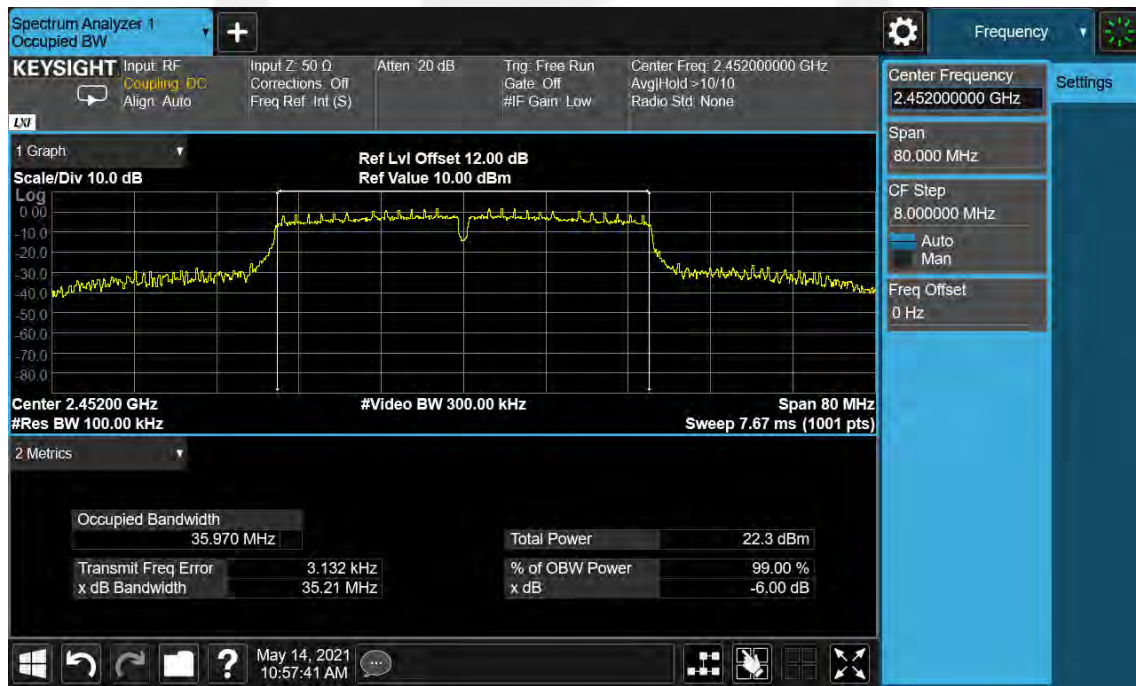 Spectrum Analyzer 1
Occupied BW
+
Frequency
KEYSIGHT
Input: RF
Coupling: DC
Align: Auto
Input Z: 50 Ω
Corrections: Off
Freq Ref: Int (S)
Atten: 20 dB
Trig: Free Run
Gate: Off
#IF Gain: Low
Center Freq: 2.452000000 GHz
Avg|Hold >10/10
Radio Std: None
LXI
1 Graph
Scale/Div 10.0 dB
Ref Lvl Offset 12.00 dB
Ref Value 10.00 dBm
Log
0.00
-10.0
-20.0
-30.0
-40.0
-50.0
-60.0
-70.0
-80.0
Center 2.45200 GHz
#Video BW 300.00 kHz
Span 80 MHz
#Res BW 100.00 kHz
Sweep 7.67 ms (1001 pts)
2 Metrics
Occupied Bandwidth
35.970 MHz
Total Power 22.3 dBm
Transmit Freq Error 3.132 kHz
% of OBW Power 99.00 %
x dB Bandwidth 35.21 MHz
x dB -6.00 dB
Center Frequency
2.452000000 GHz
Settings
Span
80.000 MHz
CF Step
8.000000 MHz
Auto
Man
Freq Offset
0 Hz
?
May 14, 2021
10:57:41 AM